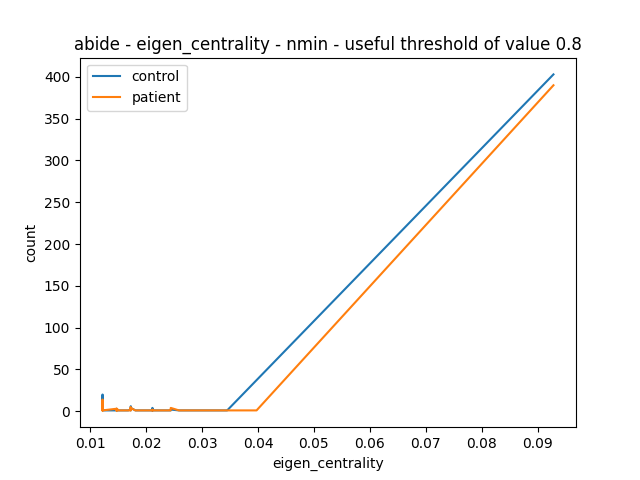 abide - eigen_centrality - nmin - useful threshold of value 0.8
control
patient
400
350
300
250
200
150
100
50
0
count
0.01 0.02 0.03 0.04 0.05 0.06 0.07 0.08 0.09
eigen_centrality